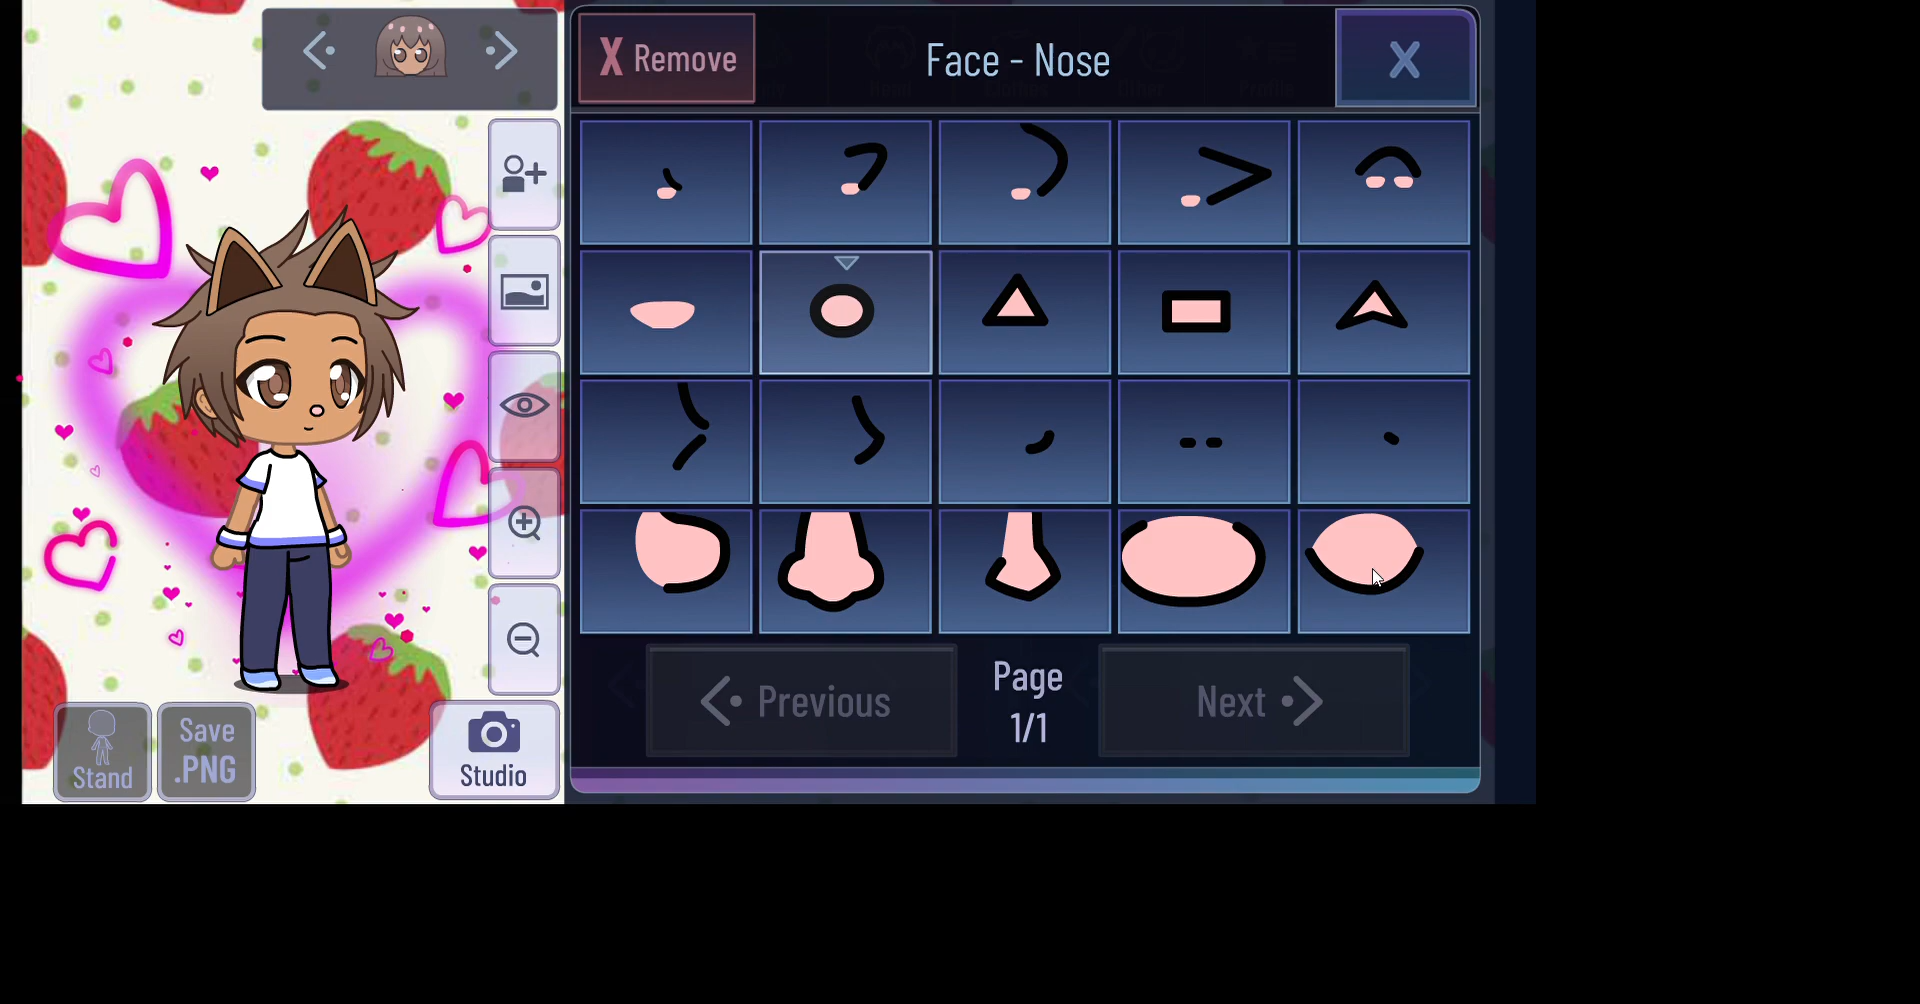 X Remove
Face - Nose
X
Previous
Page
1/1
Next
Stand
Save
.PNG
Studio